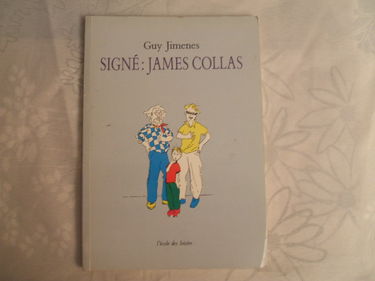 Guy Jimenes
SIGNÉ : JAMES COLLAS
l'école des loisirs